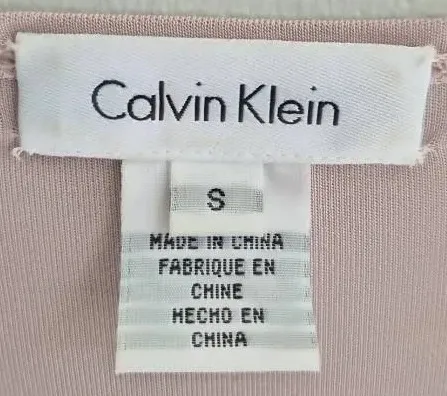 Calvin Klein
S
MADE IN CHINA
FABRIQUE EN
CHINE
HECHO EN
CHINA